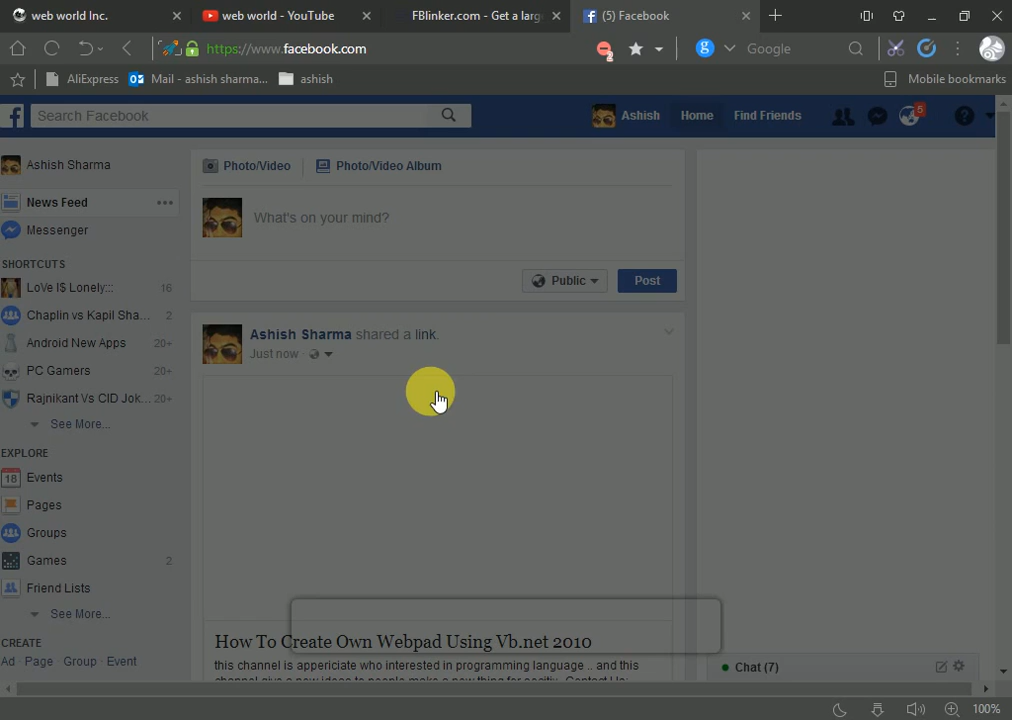 web world Inc.
web world - YouTube
FBlinker.com - Get a larg
(5) Facebook
2
https://www.facebook.com
g
Google
AliExpress
Mail - ashish sharma...
ashish
Mobile bookmarks
Search Facebook
Ashish
Home
Find Friends
5
Ashish Sharma
News Feed
Messenger
SHORTCUTS
LoVe I$ Lonely:::
16
Chaplin vs Kapil Sha...
2
Android New Apps
20+
PC Gamers
20+
Rajnikant Vs CID Jok...
20+
See More...
EXPLORE
18 Events
Pages
Groups
Games
2
Friend Lists
See More...
CREATE
Ad · Page · Group · Event
Photo/Video
Photo/Video Album
What's on your mind?
Public
Post
Ashish Sharma shared a link.
Just now ·
How To Create Own Webpad Using Vb.net 2010
this channel is appericiate who interested in programming language .. and this
Chat (7)
100%